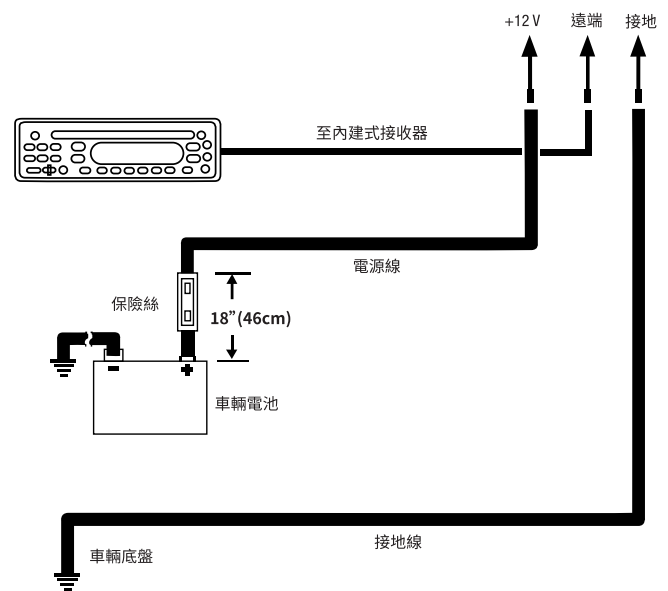 +12 V
遠端
接地
至內建式接收器
電源線
保險絲
18”(46cm)
車輛電池
車輛底盤
接地線